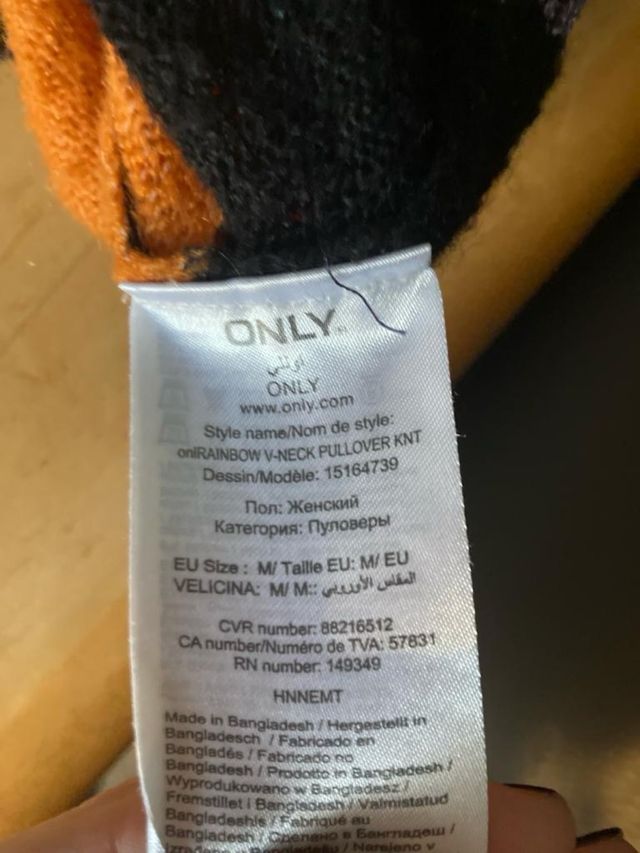 ONLY
اونلي
ONLY
www.only.com
Style name/Nom de style:
onlRAINBOW V-NECK PULLOVER KNT
Dessin/Modèle: 15164739
Пол: Женский
Категория: Пуловеры
EU Size : M/ Taille EU: M/ EU
VELICINA: M/ M:: المقاس الأوروبي
CVR number: 88216512
CA number/Numéro de TVA: 57831
RN number: 149349
HNNEMT
Made in Bangladesh / Hergestellt in
Bangladesch / Fabricado en
Bangladés / Fabricado no
Bangladesh / Prodotto in Bangladesh /
Wyprodukowano w Bangladesz /
Fremstillet i Bangladesh / Valmistatud
Bangladeshis / Fabriqué au
Bangladesh / Сделано в Бангладеш /
Bangladešu / Narejeno v